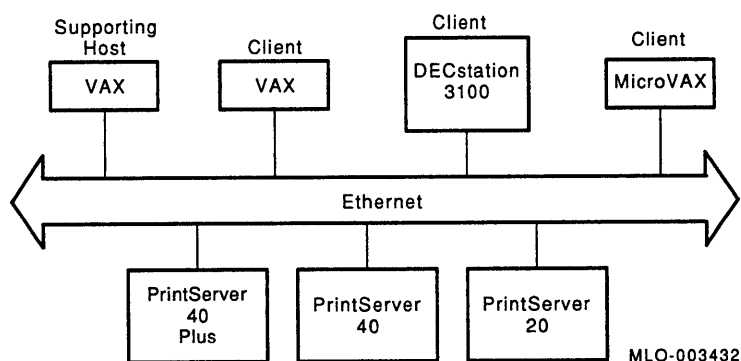 Supporting
Host
VAX
Client
VAX
Client
DECstation
3100
Client
MicroVAX
Ethernet
PrintServer
40
Plus
PrintServer
40
PrintServer
20
MLO-003432